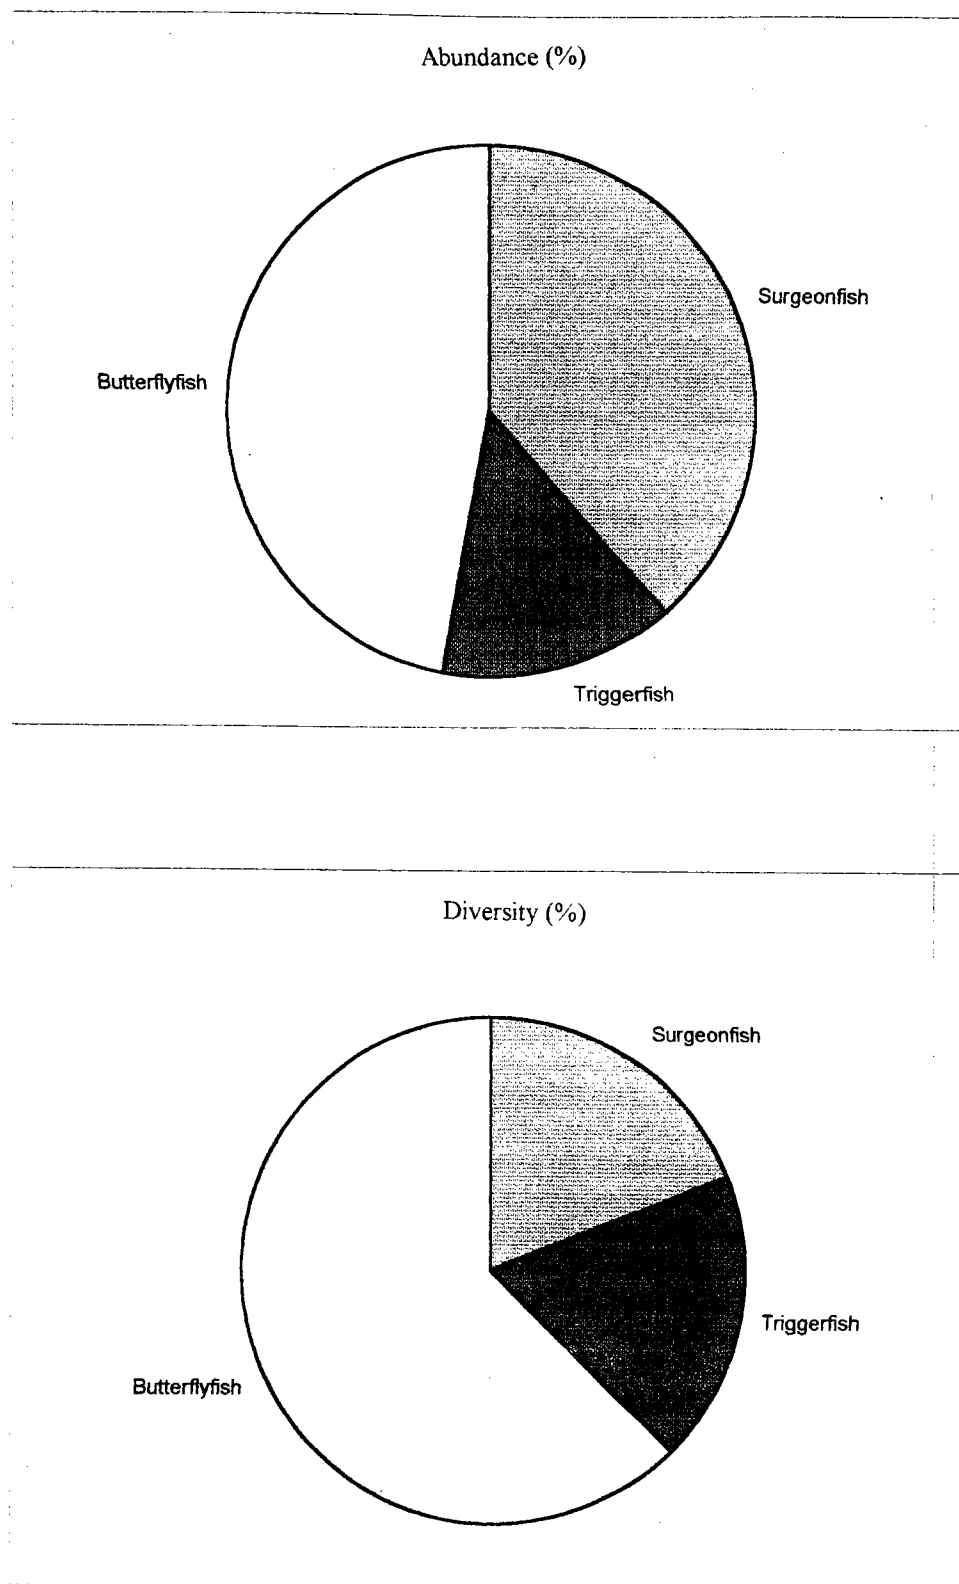 Abundance (%)
Surgeonfish
Butterflyfish
Triggerfish
Diversity (%)
Surgeonfish
Triggerfish
Butterflyfish